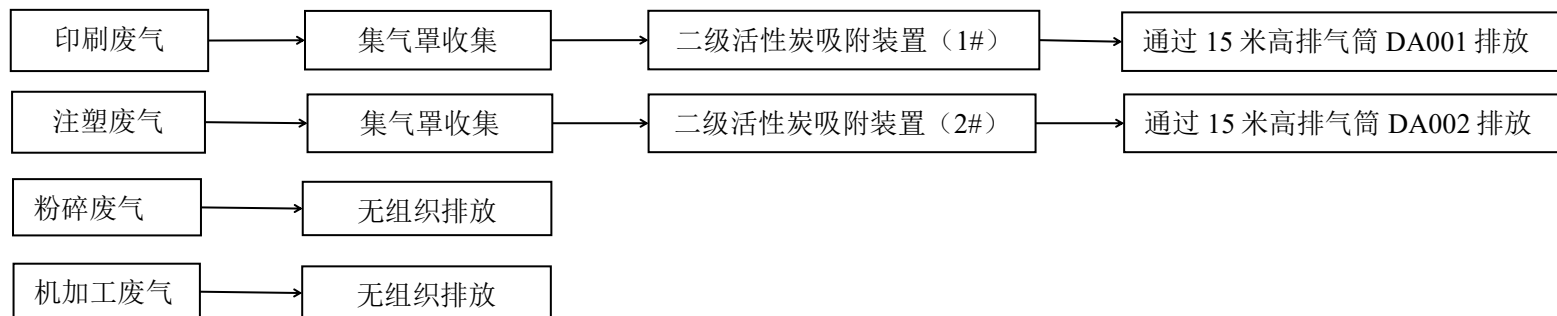 印刷废气 集气罩收集 二级活性炭吸附装置（1#） 通过 15 米高排气筒 DA001 排放
注塑废气 集气罩收集 二级活性炭吸附装置（2#） 通过 15 米高排气筒 DA002 排放
粉碎废气 无组织排放
机加工废气 无组织排放